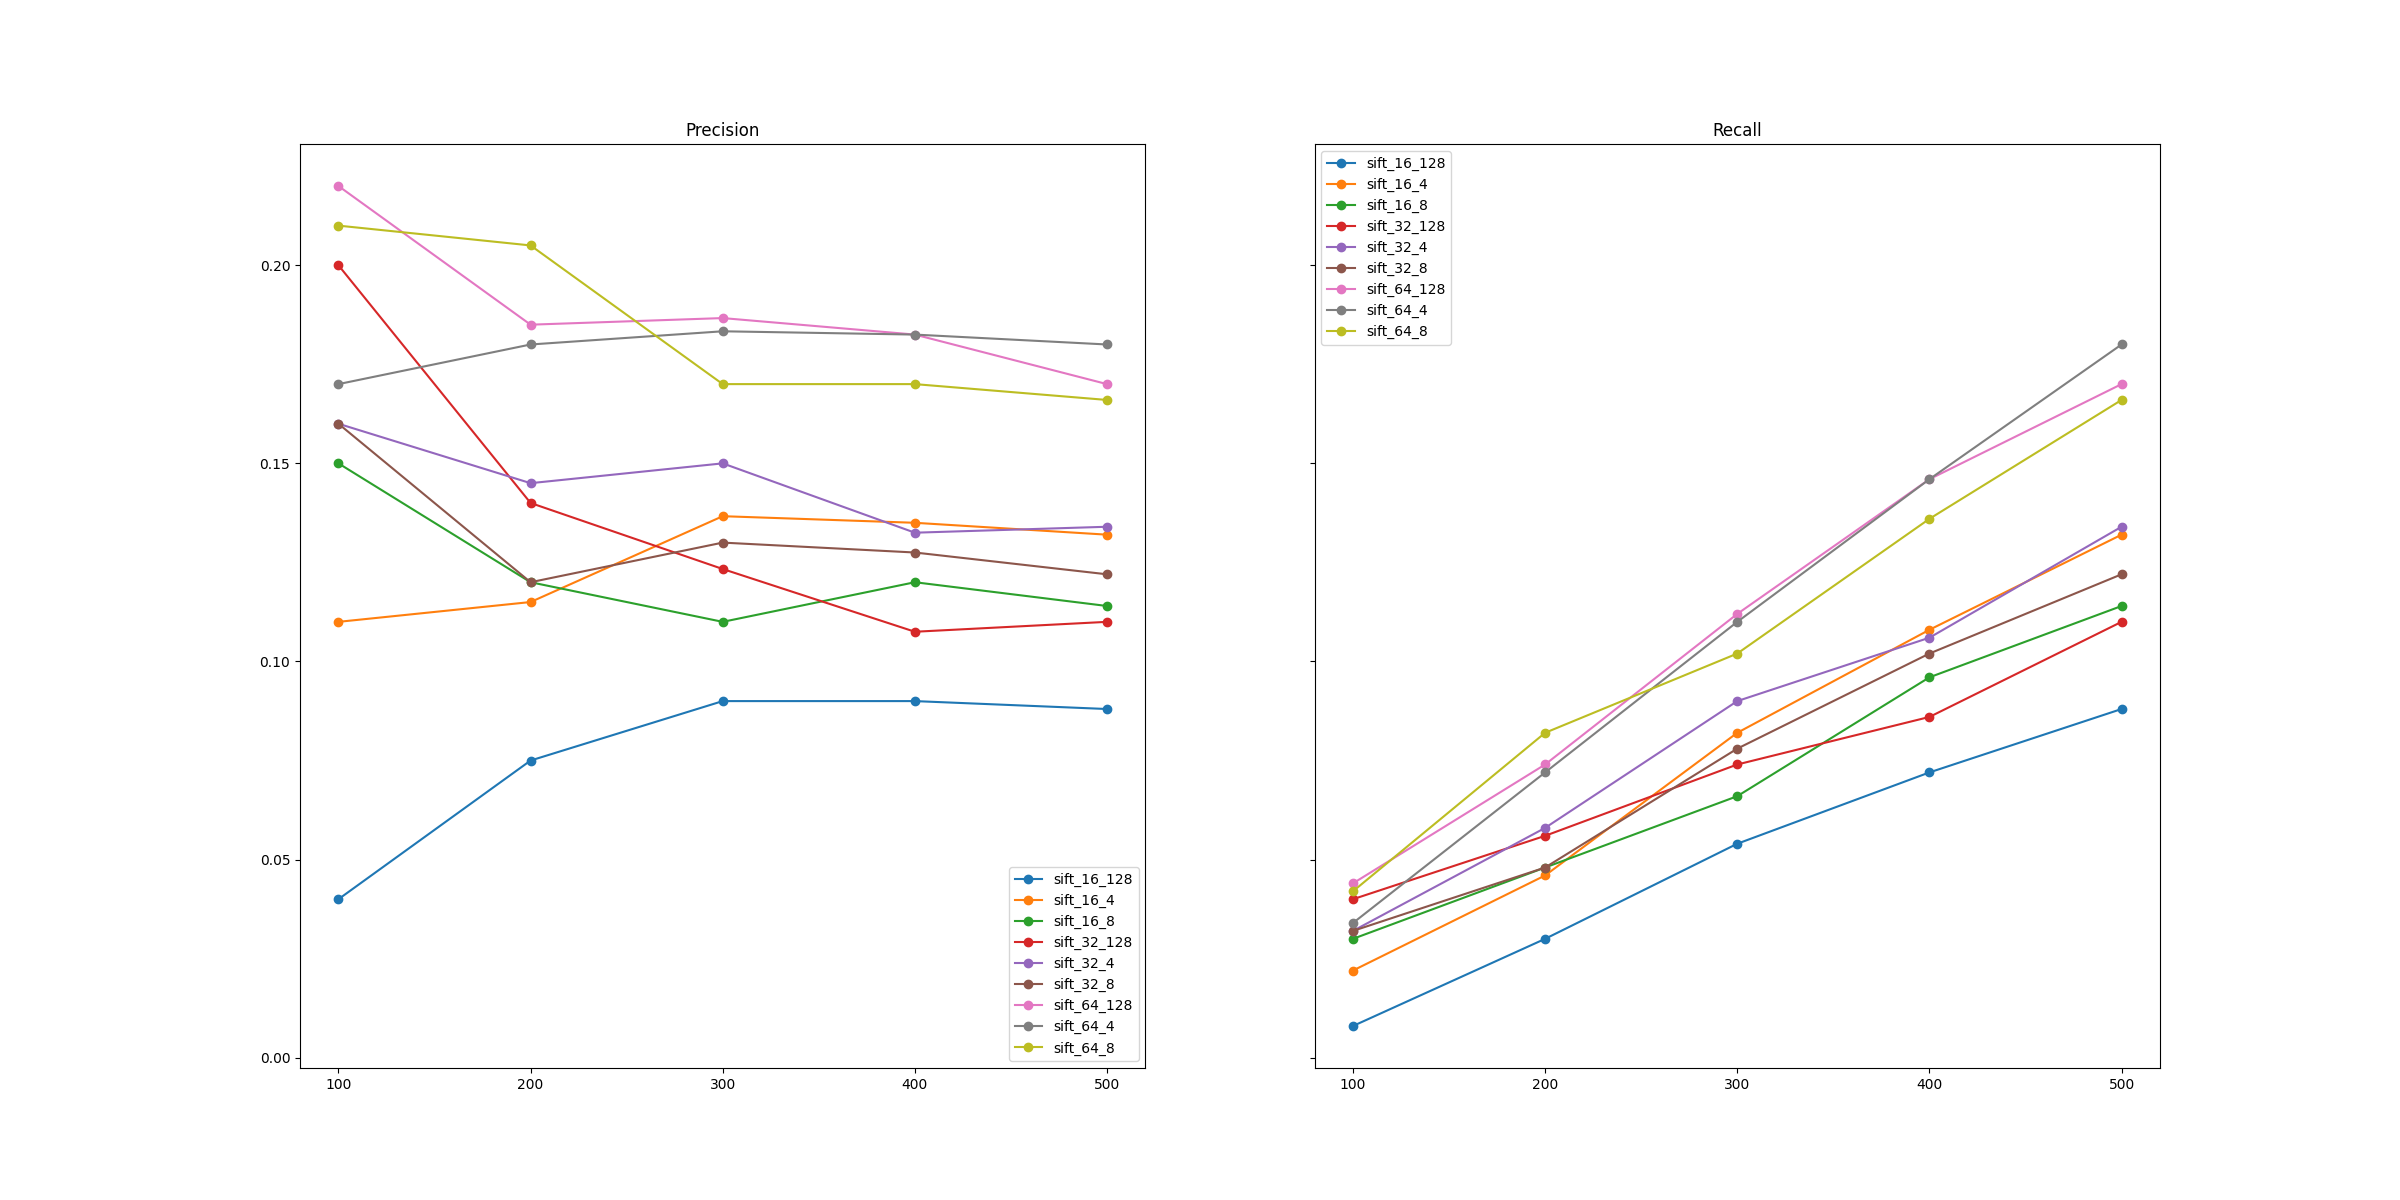 Precision
0.20
0.15
0.10
0.05
0.00
100 200 300 400 500
sift_16_128
sift_16_4
sift_16_8
sift_32_128
sift_32_4
sift_32_8
sift_64_128
sift_64_4
sift_64_8
Recall
sift_16_128
sift_16_4
sift_16_8
sift_32_128
sift_32_4
sift_32_8
sift_64_128
sift_64_4
sift_64_8
100 200 300 400 500